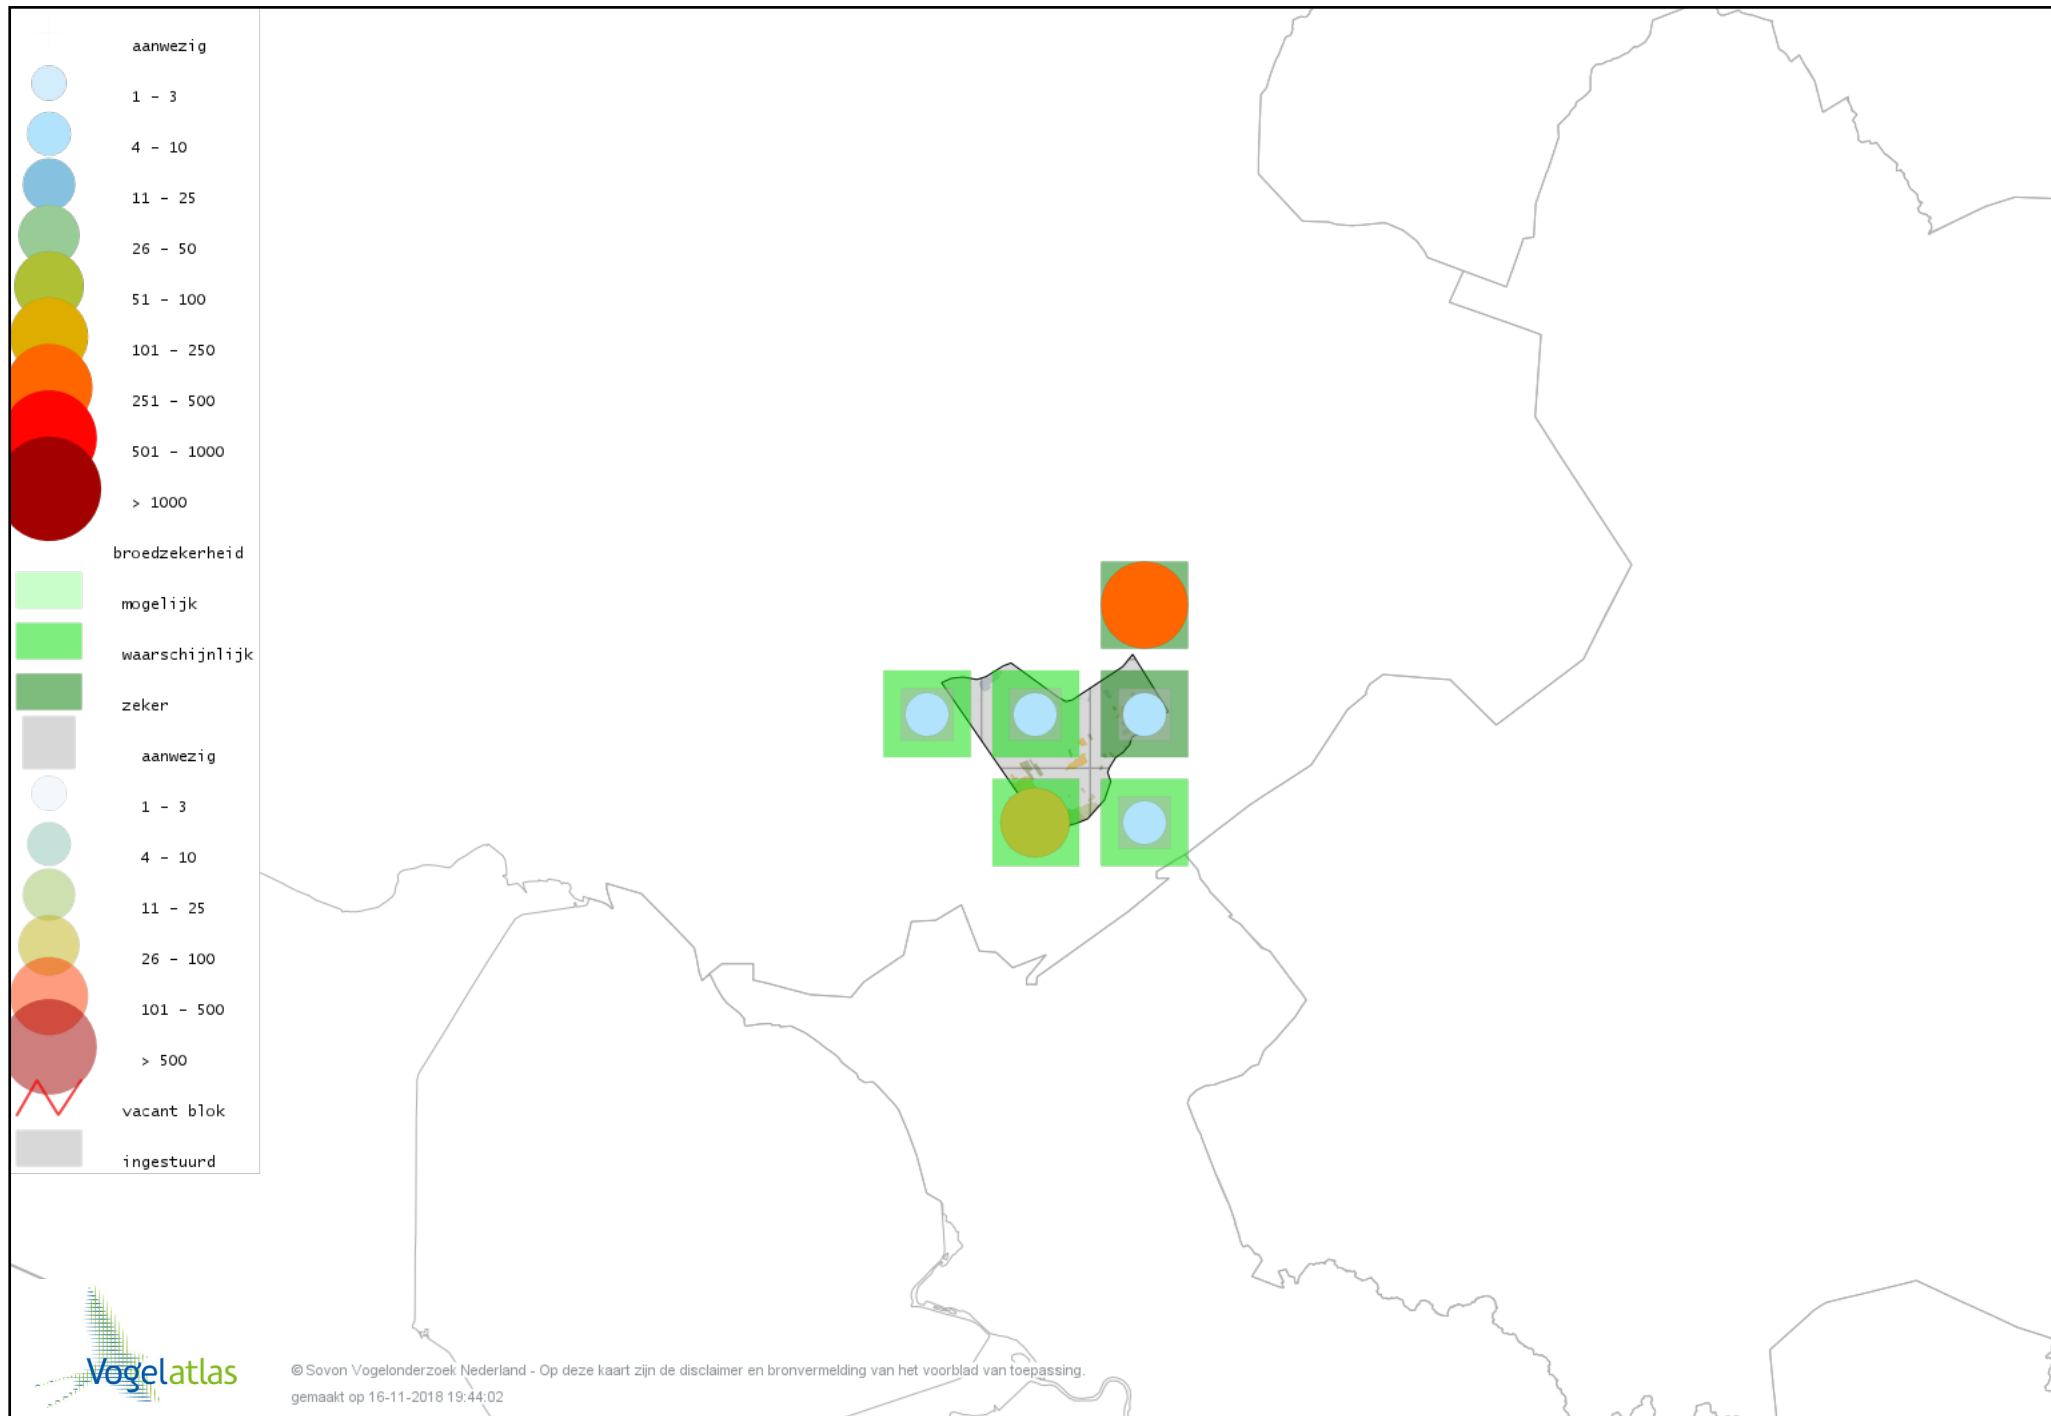 aanwezig
1 - 3
4 - 10
11 - 25
26 - 50
51 - 100
101 - 250
251 - 500
501 - 1000
> 1000
broedzekerheid
mogelijk
waarschijnlijk
zeker
aanwezig
1 - 3
4 - 10
11 - 25
26 - 100
101 - 500
> 500
vacant blok
ingestuurd
Vogelatlas
© Sovon Vogelonderzoek Nederland - Op deze kaart zijn de disclaimer en bronvermelding van het voorblad van toepassing.
gemaakt op 16-11-2018 19:44:02